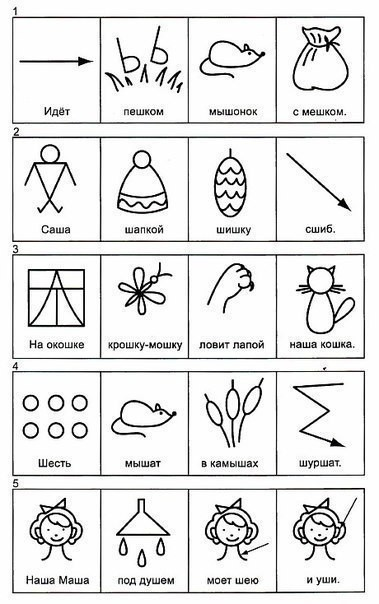 1
Идёт пешком мышонок с мешком.
2
Саша шапкой шишку сшиб.
3
На окошке крошку-мошку ловит лапой наша кошка.
4
Шесть мышат в камышах шуршат.
5
Наша Маша под душем моет шею и уши.